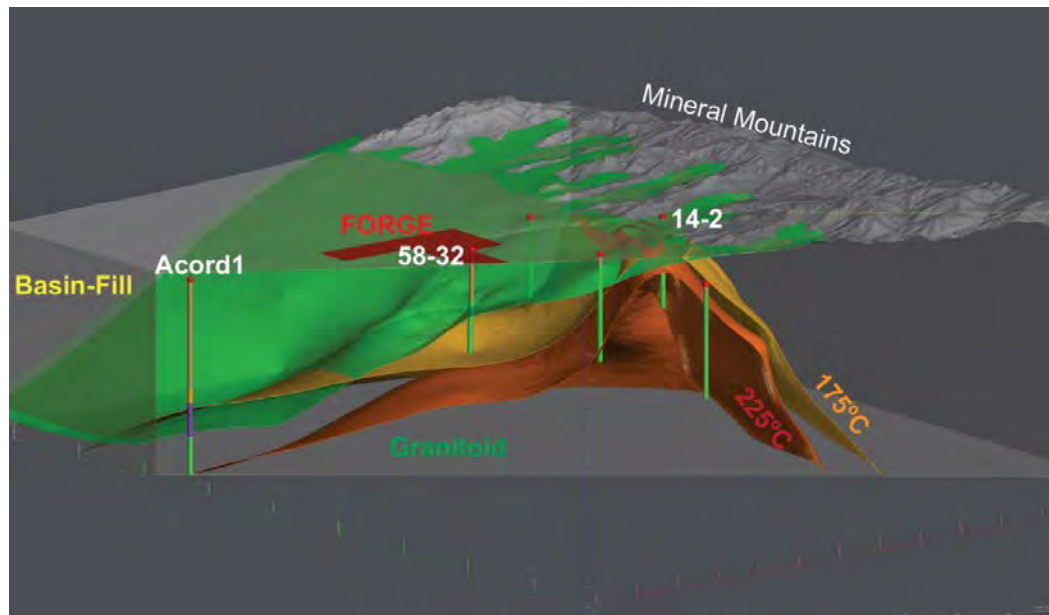 Mineral Mountains
FORGE
14-2
58-32
Acord1
Basin-Fill
225°C
175°C
Granitoid